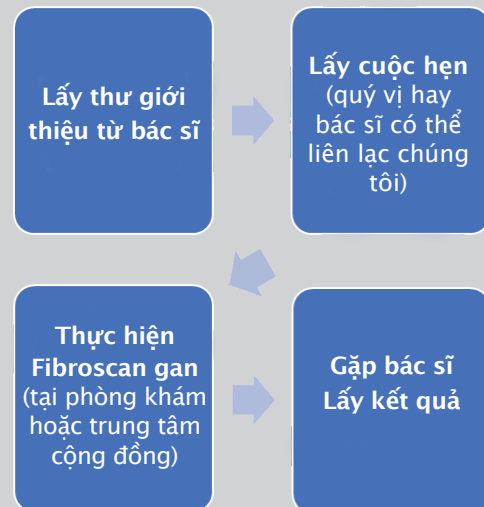 Lấy thư giới
thiệu từ bác sĩ
Lấy cuộc hẹn
(quý vị hay
bác sĩ có thể
liên lạc chúng
tôi)
Thực hiện
Fibroscan gan
(tại phòng khám
hoặc trung tâm
cộng đồng)
Gặp bác sĩ
Lấy kết quả